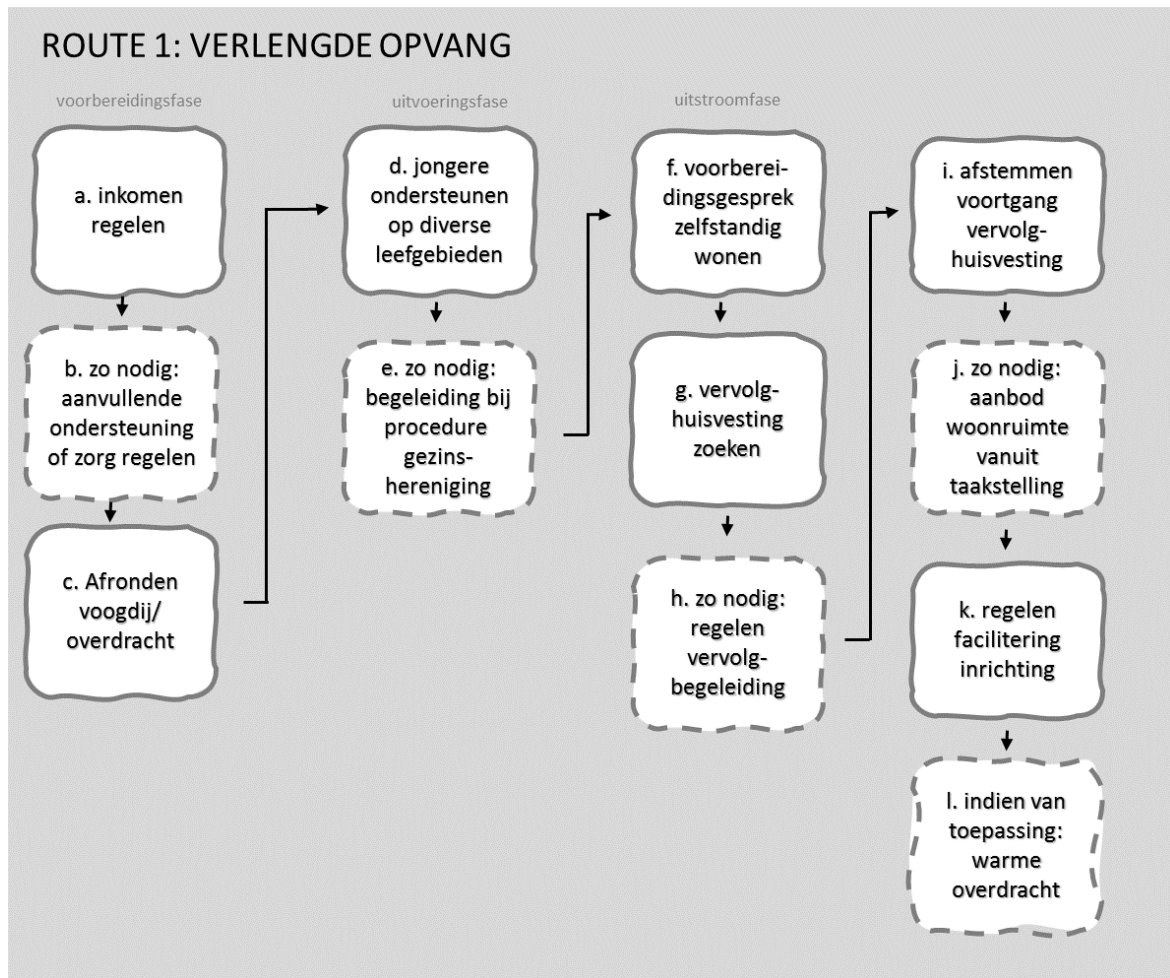 ROUTE 1: VERLENGDE OPVANG
voorbereidingsfase
a. inkomen
regelen
b. zo nodig:
aanvullende
ondersteuning
of zorg regelen
c. Afronden
voogdij/
overdracht
uitvoeringsfase
d. jongere
ondersteunen
op diverse
leefgebieden
e. zo nodig:
begeleiding bij
procedure
gezins-
hereniging
uitstroomfase
f. voorberei-
dingsgesprek
zelfstandig
wonen
g. vervolg-
huisvesting
zoeken
h. zo nodig:
regelen
vervolg-
begeleiding
i. afstemmen
voortgang
vervolg-
huisvesting
j. zo nodig:
aanbod
woonruimte
vanuit
taakstelling
k. regelen
facilitering
inrichting
l. indien van
toepassing:
warme
overdracht